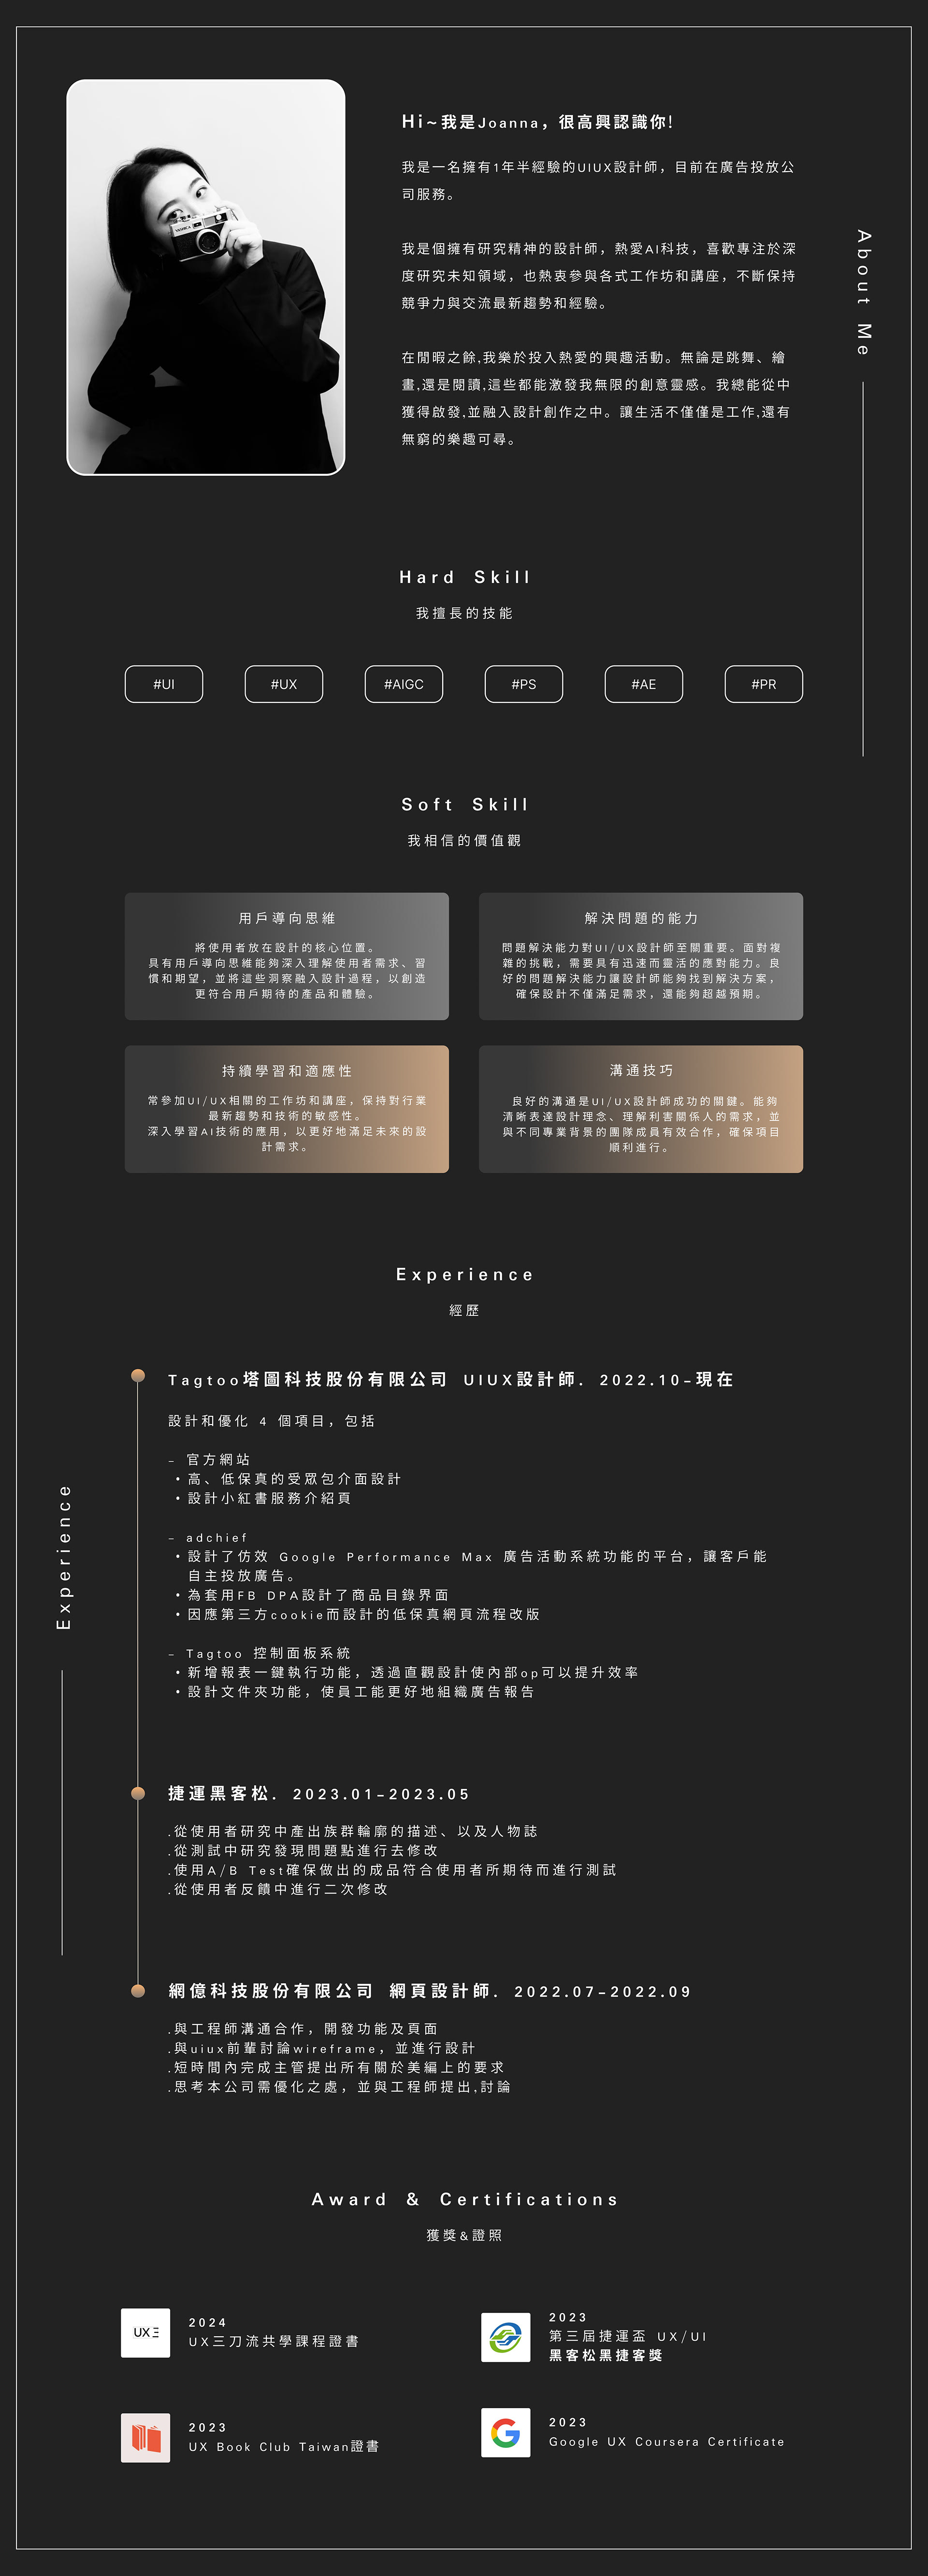 Hi~我是Joanna，很高興認識你!
我是一名擁有1年半經驗的UIUX設計師，目前在廣告投放公
司服務。
我是個擁有研究精神的設計師，熱愛AI科技，喜歡專注於深
度研究未知領域，也熱衷參與各式工作坊和講座，不斷保持
競爭力與交流最新趨勢和經驗。
在閒暇之餘,我樂於投入熱愛的興趣活動。無論是跳舞、繪
畫,還是閱讀,這些都能激發我無限的創意靈感。我總能從中
獲得啟發,並融入設計創作之中。讓生活不僅僅是工作,還有
無窮的樂趣可尋。
About Me
Hard Skill
我擅長的技能
#UI
#UX
#AIGC
#PS
#AE
#PR
Soft Skill
我相信的價值觀
用戶導向思維
將使用者放在設計的核心位置。
具有用戶導向思維能夠深入理解使用者需求、習
慣和期望，並將這些洞察融入設計過程，以創造
更符合用戶期待的產品和體驗。
解決問題的能力
問題解決能力對UI/UX設計師至關重要。面對複
雜的挑戰，需要具有迅速而靈活的應對能力。良
好的問題解決能力讓設計師能夠找到解決方案，
確保設計不僅滿足需求，還能夠超越預期。
持續學習和適應性
常參加UI/UX相關的工作坊和講座，保持對行業
最新趨勢和技術的敏感性。
深入學習AI技術的應用，以更好地滿足未來的設
計需求。
溝通技巧
良好的溝通是UI/UX設計師成功的關鍵。能夠
清晰表達設計理念、理解利害關係人的需求，並
與不同專業背景的團隊成員有效合作，確保項目
順利進行。
Experience
經歷
Experience
Tagtoo塔圖科技股份有限公司 UIUX設計師. 2022.10-現在
設計和優化 4 個項目，包括
– 官方網站
•高、低保真的受眾包介面設計
•設計小紅書服務介紹頁
– adchief
•設計了仿效 Google Performance Max 廣告活動系統功能的平台，讓客戶能
自主投放廣告。
•為套用FB DPA設計了商品目錄界面
•因應第三方cookie而設計的低保真網頁流程改版
– Tagtoo 控制面板系統
•新增報表一鍵執行功能，透過直觀設計使內部op可以提升效率
•設計文件夾功能，使員工能更好地組織廣告報告
捷運黑客松. 2023.01-2023.05
.從使用者研究中產出族群輪廓的描述、以及人物誌
.從測試中研究發現問題點進行去修改
.使用A/B Test確保做出的成品符合使用者所期待而進行測試
.從使用者反饋中進行二次修改
網億科技股份有限公司 網頁設計師. 2022.07-2022.09
.與工程師溝通合作，開發功能及頁面
.與uiux前輩討論wireframe，並進行設計
.短時間內完成主管提出所有關於美編上的要求
.思考本公司需優化之處，並與工程師提出,討論
Award & Certifications
獲獎&證照
UX三
2024
UX三刀流共學課程證書
2023
第三屆捷運盃 UX/UI
黑客松黑捷客獎
2023
UX Book Club Taiwan證書
2023
Google UX Coursera Certificate